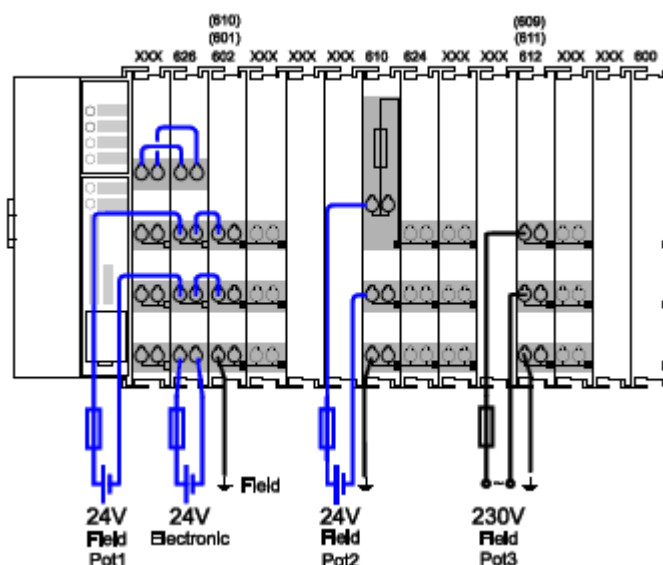 (610) (609)
(601) (611)
XXX 626 602 XXX XXX XXX 610 624 XXX XXX 612 XXX XXX 600
Field
24V 24V 24V 230V
Field Electronic Field Field
Pot1 Pot2 Pot3